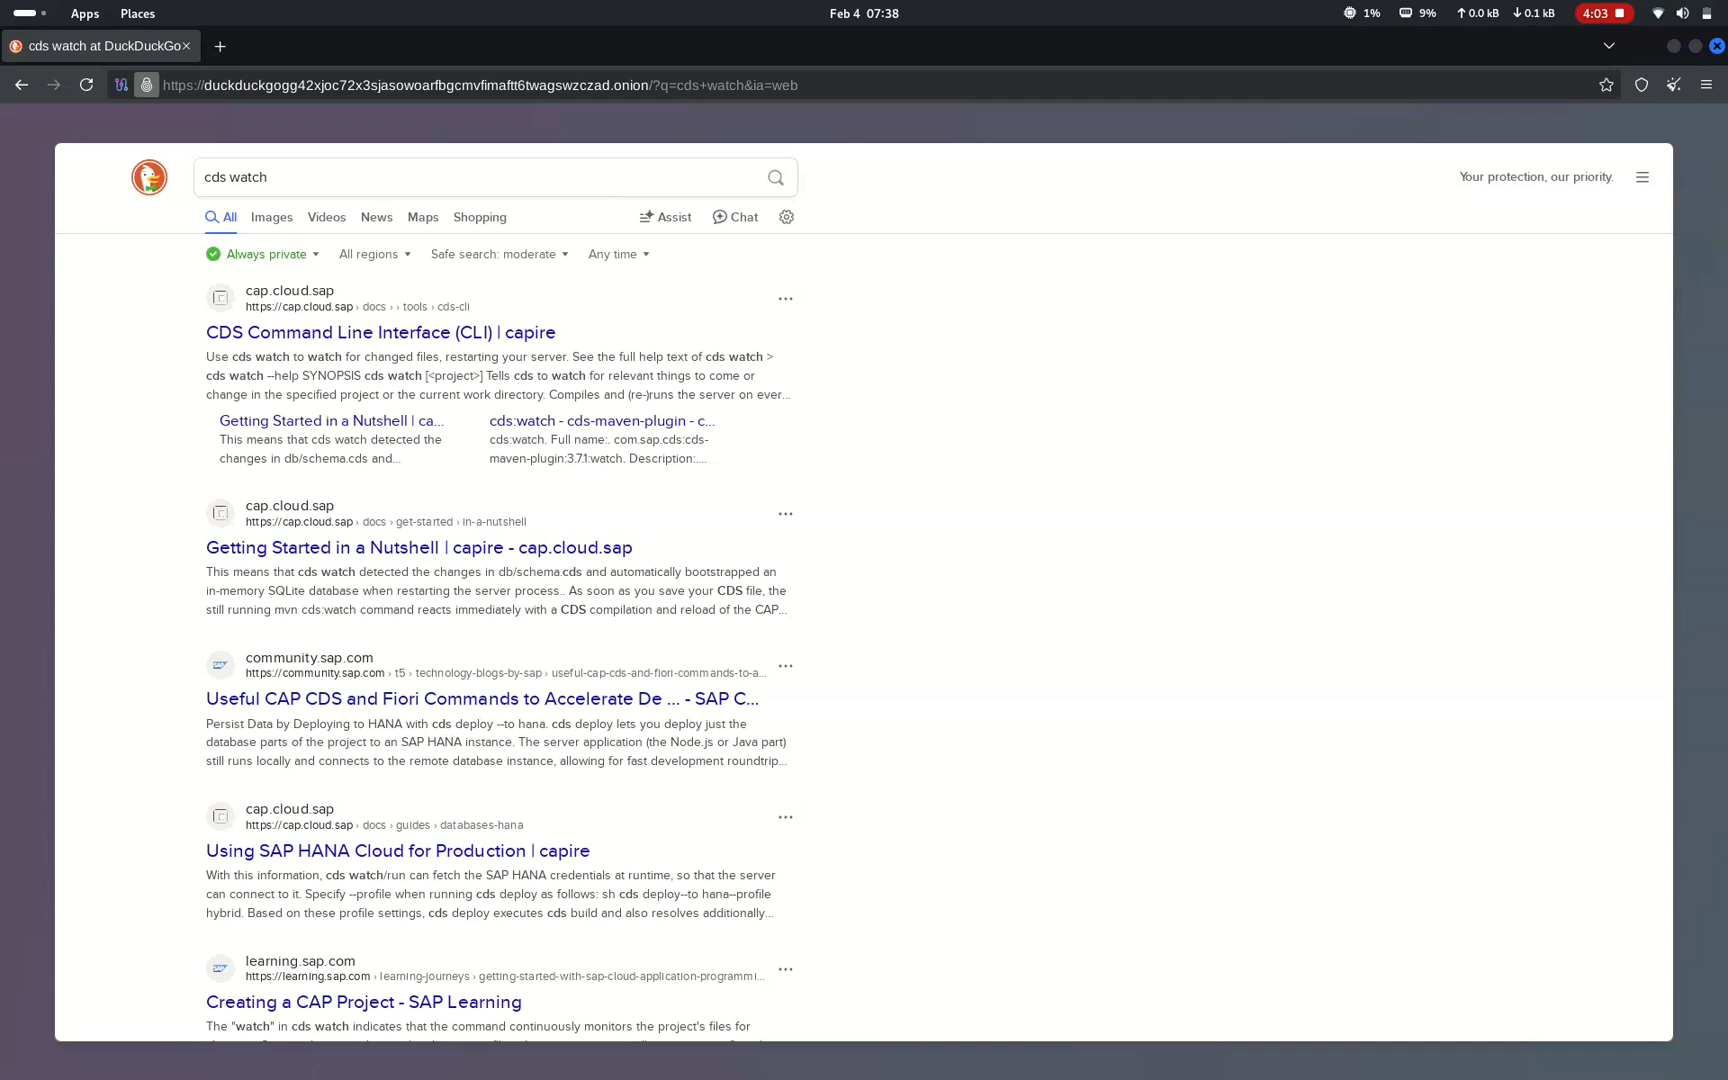 Apps Places Feb 4 07:38 1% 9% 0.0 kB 0.1 kB 4:03
cds watch at DuckDuckGo
https://duckduckgogg42xjoc72x3sjasowoarfbgcmvfimaftt6twagswzczad.onion/?q=cds+watch&ia=web
cds watch
Your protection, our priority.
All Images Videos News Maps Shopping Assist Chat
Always private All regions Safe search: moderate Any time
cap.cloud.sap
https://cap.cloud.sap › docs › › tools › cds-cli
CDS Command Line Interface (CLI) | capire
Use cds watch to watch for changed files, restarting your server. See the full help text of cds watch >
cds watch --help SYNOPSIS cds watch [<project>] Tells cds to watch for relevant things to come or
change in the specified project or the current work directory. Compiles and (re-)runs the server on ever...
Getting Started in a Nutshell | ca...
This means that cds watch detected the
changes in db/schema.cds and...
cds:watch - cds-maven-plugin - c...
cds:watch. Full name:. com.sap.cds:cds-
maven-plugin:3.7.1:watch. Description:....
cap.cloud.sap
https://cap.cloud.sap › docs › get-started › in-a-nutshell
Getting Started in a Nutshell | capire - cap.cloud.sap
This means that cds watch detected the changes in db/schema.cds and automatically bootstrapped an
in-memory SQLite database when restarting the server process.. As soon as you save your CDS file, the
still running mvn cds:watch command reacts immediately with a CDS compilation and reload of the CAP...
community.sap.com
https://community.sap.com › t5 › technology-blogs-by-sap › useful-cap-cds-and-fiori-commands-to-a...
Useful CAP CDS and Fiori Commands to Accelerate De ... - SAP C...
Persist Data by Deploying to HANA with cds deploy --to hana. cds deploy lets you deploy just the
database parts of the project to an SAP HANA instance. The server application (the Node.js or Java part)
still runs locally and connects to the remote database instance, allowing for fast development roundtrip...
cap.cloud.sap
https://cap.cloud.sap › docs › guides › databases-hana
Using SAP HANA Cloud for Production | capire
With this information, cds watch/run can fetch the SAP HANA credentials at runtime, so that the server
can connect to it. Specify --profile when running cds deploy as follows: sh cds deploy--to hana--profile
hybrid. Based on these profile settings, cds deploy executes cds build and also resolves additionally...
learning.sap.com
https://learning.sap.com › learning-journeys › getting-started-with-sap-cloud-application-programmi...
Creating a CAP Project - SAP Learning
The "watch" in cds watch indicates that the command continuously monitors the project's files for